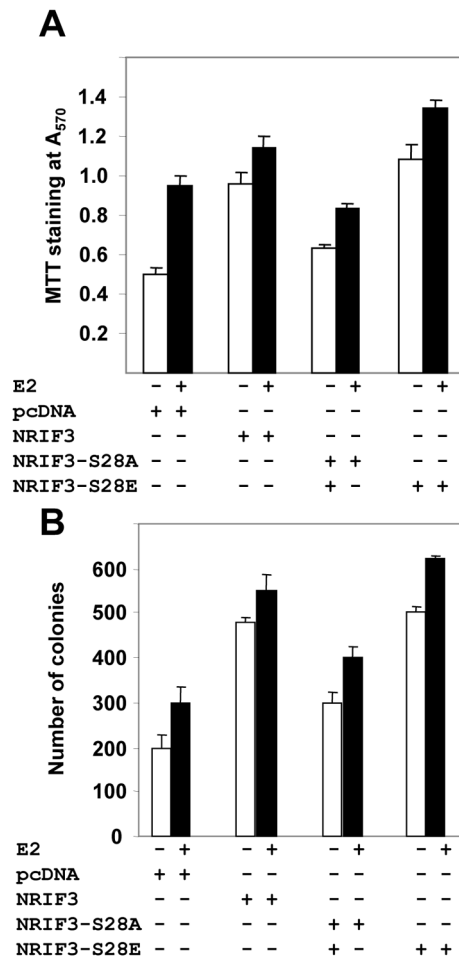 A
MTT staining at A570
1.4
1.2
1.0
0.8
0.6
0.4
0.2
E2 – + – + – + – +
pcDNA + + – – – – – –
NRIF3 – – + + – – – –
NRIF3-S28A – – – – + + – –
NRIF3-S28E – – – – + – + +
B
Number of colonies
600
500
400
300
200
100
0
E2 – + – + – + – +
pcDNA + + – – – – – –
NRIF3 – – + + – – – –
NRIF3-S28A – – – – + + – –
NRIF3-S28E – – – – + – + +